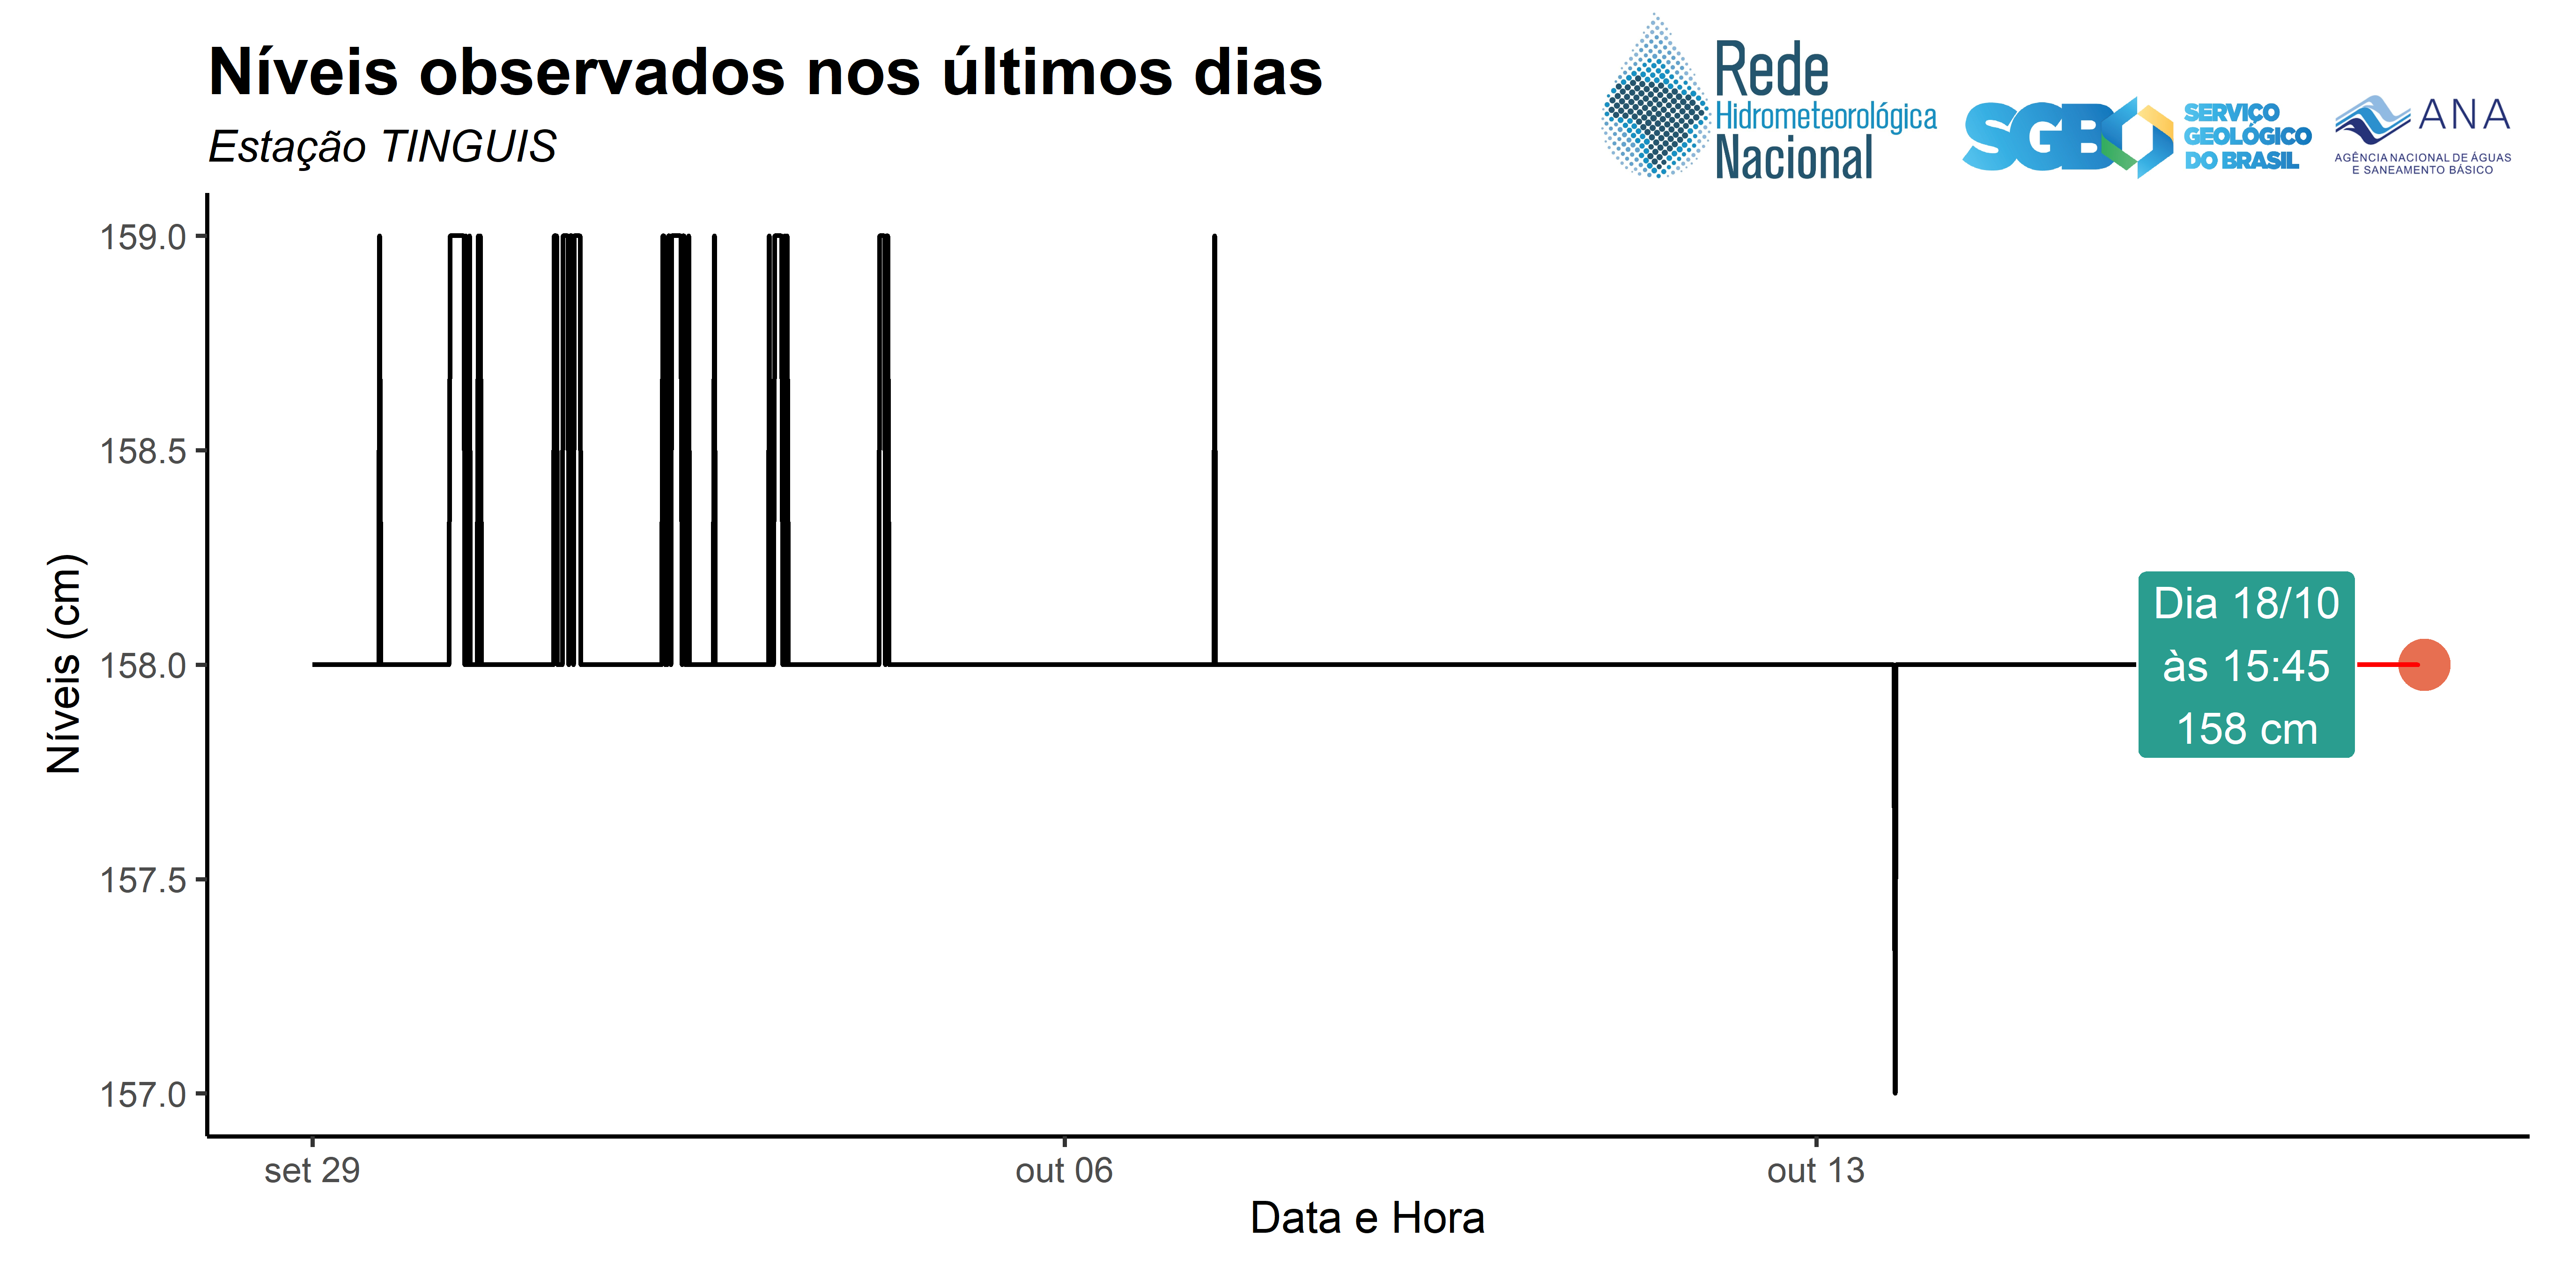 Níveis observados nos últimos dias
Estação TINGUIS
Rede
Hidrometeorológica
Nacional
SGB
SERVIÇO
GEOLÓGICO
DO BRASIL
ANA
AGÊNCIA NACIONAL DE ÁGUAS
E SANEAMENTO BÁSICO
Níveis (cm)
159.0
158.5
158.0
157.5
157.0
Dia 18/10
às 15:45
158 cm
set 29
out 06
out 13
Data e Hora